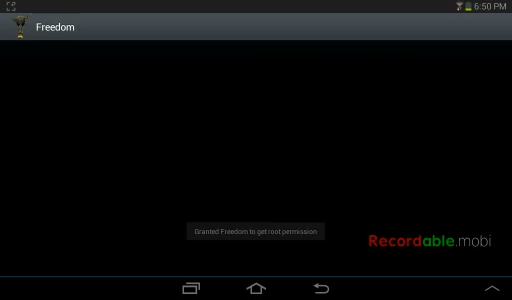 6:50 PM
Freedom
Granted Freedom to get root permission
Recordable.mobi